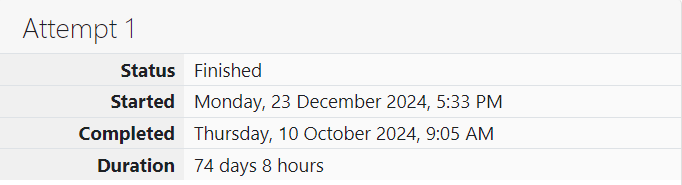 Attempt 1
Status Finished
Started Monday, 23 December 2024, 5:33 PM
Completed Thursday, 10 October 2024, 9:05 AM
Duration 74 days 8 hours